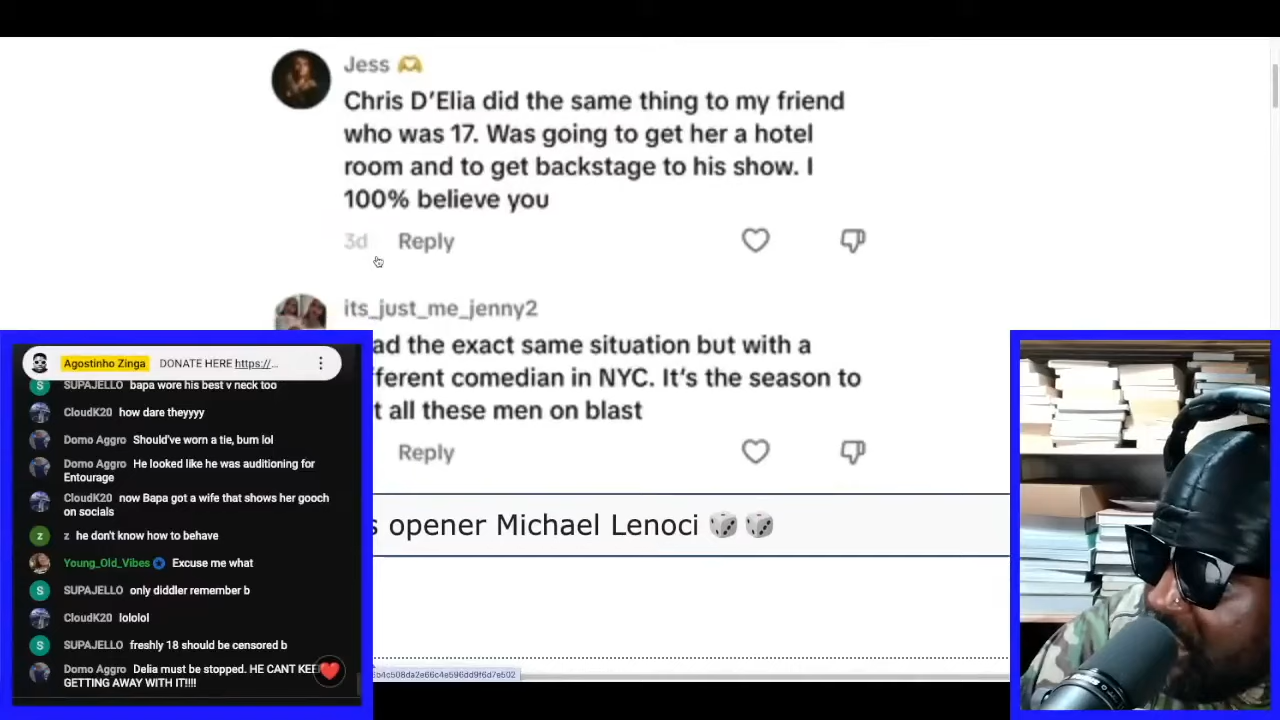 Jess
Chris D'Elia did the same thing to my friend
who was 17. Was going to get her a hotel
room and to get backstage to his show. I
100% believe you
3d Reply
its_just_me_jenny2
ad the exact same situation but with a
fferent comedian in NYC. It's the season to
t all these men on blast
Reply
s opener Michael Lenoci 🎲🎲
Agostinho Zinga DONATE HERE https://...
SUPAJELLO bapa wore his best v neck too
CloudK20 how dare theyyyy
Domo Aggro Should've worn a tie, bum lol
Domo Aggro He looked like he was auditioning for
Entourage
CloudK20 now Bapa got a wife that shows her gooch
on socials
z he don't know how to behave
Young_Old_Vibes Excuse me what
SUPAJELLO only diddler remember b
CloudK20 lololol
SUPAJELLO freshly 18 should be censored b
Domo Aggro Delia must be stopped. HE CANT KEE
GETTING AWAY WITH IT!!!!